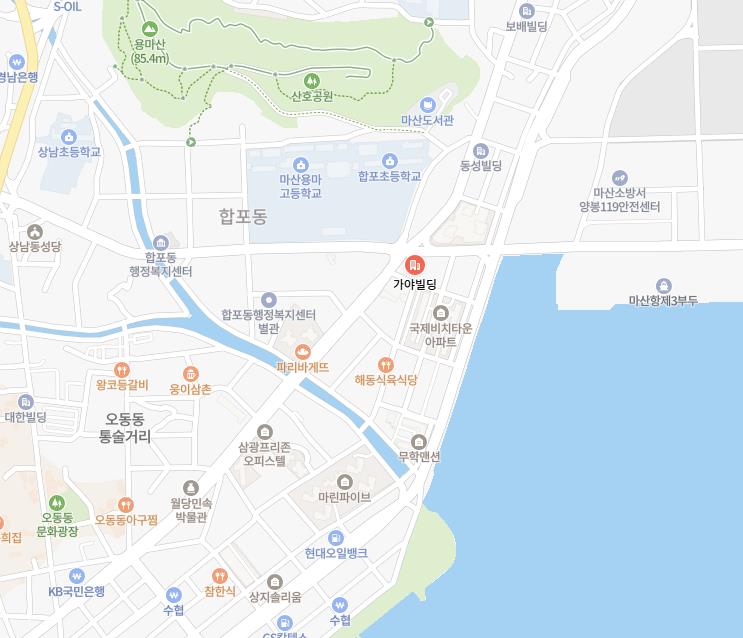 S-OIL
보배빌딩
용마산
(85.4m)
경남은행
산호공원
마산도서관
상남초등학교
동성빌딩
마산용마
고등학교
합포초등학교
마산소방서
양봉119안전센터
합포동
상남동성당
합포동
행정복지센터
가야빌딩
마산항제3부두
합포동행정복지센터
별관
국제비치타운
아파트
파리바게뜨
해동식육식당
왕코등갈비
웅이삼촌
대한빌딩
오동동
통술거리
삼광프리존
오피스텔
무학맨션
마린파이브
월당민속
박물관
오동동
문화광장
오동동아구찜
희집
현대오일뱅크
KB국민은행
수협
참한식
상지솔리움
수협
GS칼텍스